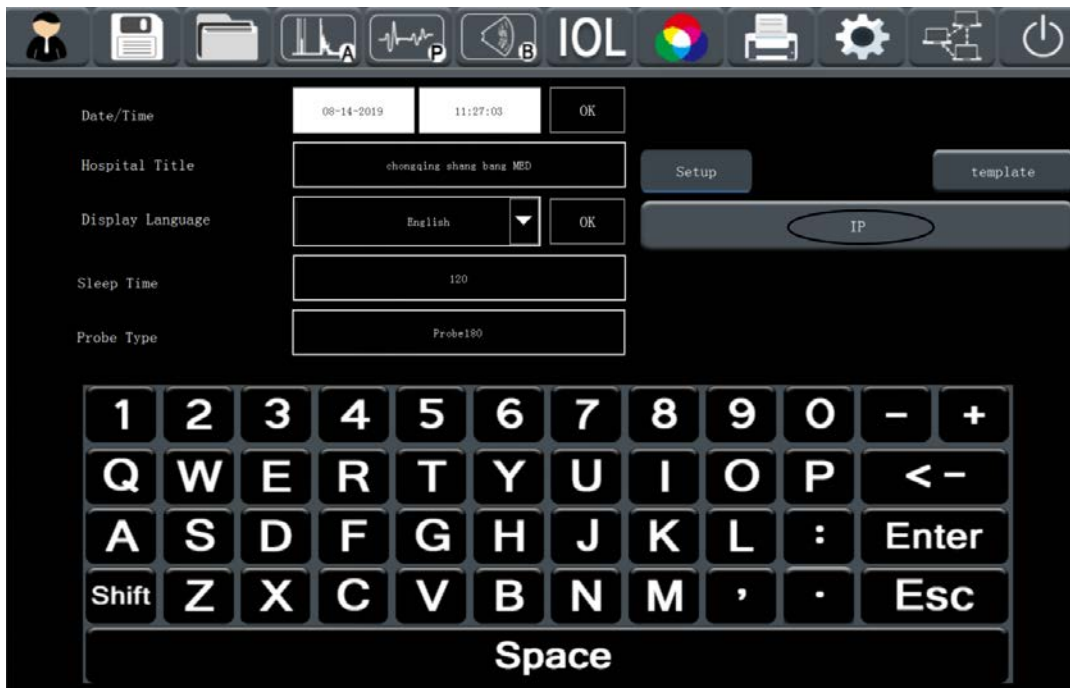 A P B IOL
Date/Time 08-14-2019 11:27:03 OK
Hospital Title chongqing shang bang MED Setup template
Display Language English OK IP
Sleep Time 120
Probe Type Probe180
1 2 3 4 5 6 7 8 9 0 - +
Q W E R T Y U I O P <-
A S D F G H J K L : Enter
Shift Z X C V B N M , . Esc
Space